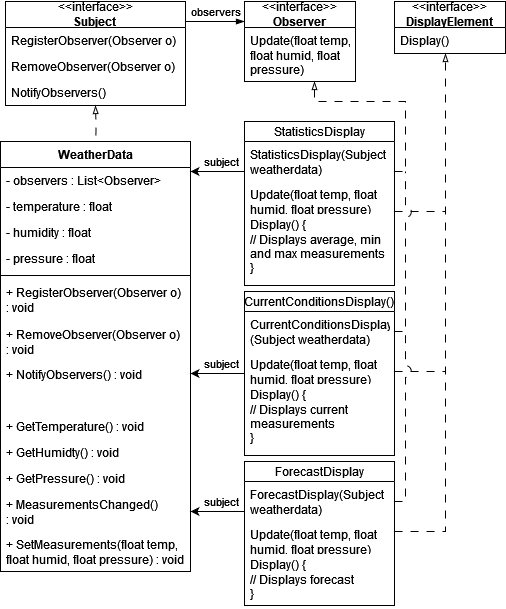 <<interface>>
Subject
RegisterObserver(Observer o)
RemoveObserver(Observer o)
NotifyObservers()
observers
<<interface>>
Observer
Update(float temp,
float humid, float
pressure)
<<interface>>
DisplayElement
Display()
WeatherData
- observers : List<Observer>
- temperature : float
- humidity : float
- pressure : float
+ RegisterObserver(Observer o)
: void
+ RemoveObserver(Observer o)
: void
+ NotifyObservers() : void
+ GetTemperature() : void
+ GetHumidty() : void
+ GetPressure() : void
+ MeasurementsChanged()
: void
+ SetMeasurements(float temp,
float humid, float pressure) : void
subject
StatisticsDisplay
StatisticsDisplay(Subject
weatherdata)
Update(float temp, float
humid, float pressure)
Display() {
// Displays average, min
and max measurements
}
subject
CurrentConditionsDisplay()
CurrentConditionsDisplay
(Subject weatherdata)
Update(float temp, float
humid, float pressure)
Display() {
// Displays current
measurements
}
subject
ForecastDisplay
ForecastDisplay(Subject
weatherdata)
Update(float temp, float
humid, float pressure)
Display() {
// Displays forecast
}